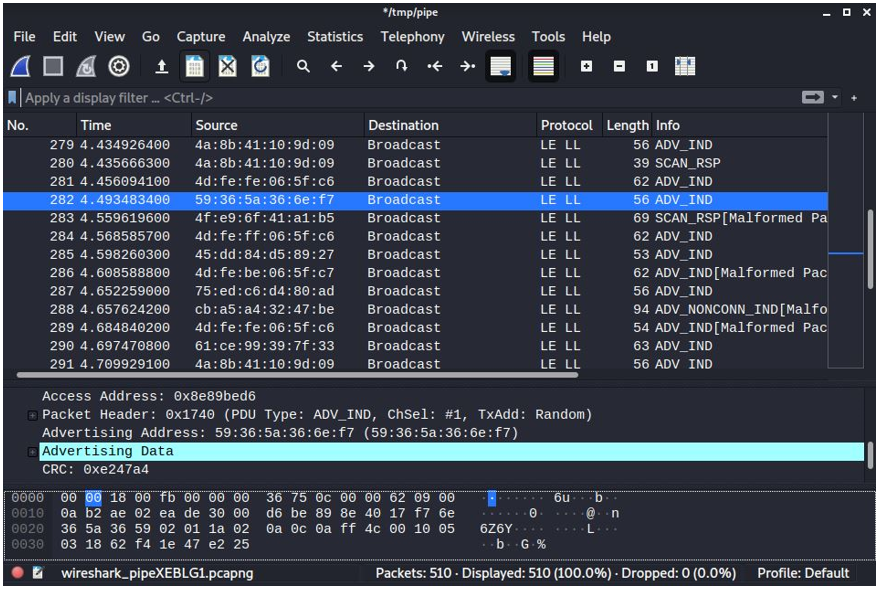 */tmp/pipe
File Edit View Go Capture Analyze Statistics Telephony Wireless Tools Help
Apply a display filter ... <Ctrl-/>
No. Time Source Destination Protocol Length Info
279 4.434926400 4a:8b:41:10:9d:09 Broadcast LE LL 56 ADV_IND
280 4.435666300 4a:8b:41:10:9d:09 Broadcast LE LL 39 SCAN_RSP
281 4.456094100 4d:fe:fe:06:5f:c6 Broadcast LE LL 62 ADV_IND
282 4.493483400 59:36:5a:36:6e:f7 Broadcast LE LL 56 ADV_IND
283 4.559619600 4f:e9:6f:41:a1:b5 Broadcast LE LL 69 SCAN_RSP[Malformed Pa
284 4.568585700 4d:fe:ff:06:5f:c6 Broadcast LE LL 62 ADV_IND
285 4.598260300 45:dd:84:d5:89:27 Broadcast LE LL 53 ADV_IND
286 4.608588800 4d:fe:be:06:5f:c7 Broadcast LE LL 62 ADV_IND[Malformed Pac
287 4.652259000 75:ed:c6:d4:80:ad Broadcast LE LL 56 ADV_IND
288 4.657624200 cb:a5:a4:32:47:be Broadcast LE LL 94 ADV_NONCONN_IND[Malfo
289 4.684840200 4d:fe:fe:06:5f:c6 Broadcast LE LL 54 ADV_IND[Malformed Pac
290 4.697470800 61:ce:99:39:7f:33 Broadcast LE LL 63 ADV_IND
291 4.709929100 4a:8b:41:10:9d:09 Broadcast LE LL 56 ADV_IND
Access Address: 0x8e89bed6
Packet Header: 0x1740 (PDU Type: ADV_IND, ChSel: #1, TxAdd: Random)
Advertising Address: 59:36:5a:36:6e:f7 (59:36:5a:36:6e:f7)
Advertising Data
CRC: 0xe247a4
0000 00 00 18 00 fb 00 00 00 36 75 0c 00 00 62 09 00 ········ 6u···b··
0010 0a b2 ae 02 ea de 30 00 d6 be 89 8e 40 17 f7 6e ······0· ····@··n
0020 36 5a 36 59 02 01 1a 02 0a 0c 0a ff 4c 00 10 05 6Z6Y···· ····L···
0030 03 18 62 f4 1e 47 e2 25 ··b··G·%
wireshark_pipeXEBLG1.pcapng Packets: 510 · Displayed: 510 (100.0%) · Dropped: 0 (0.0%) Profile: Default